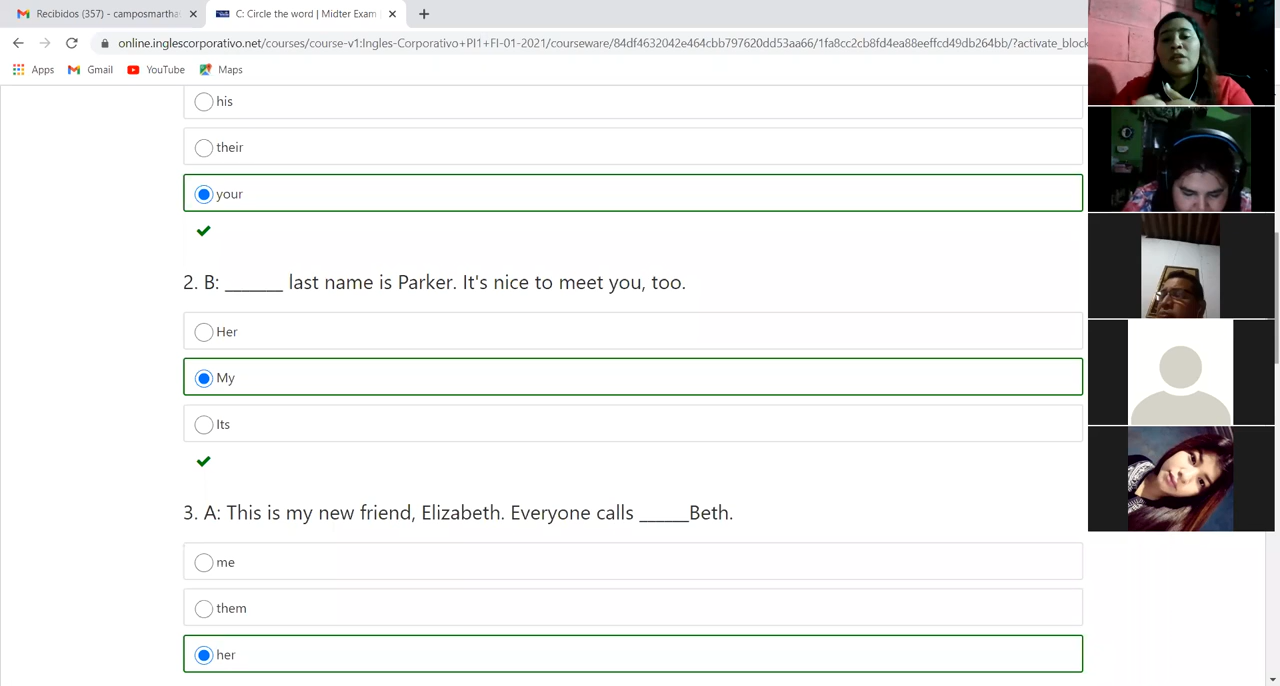 Recibidos (357) - camposmartha
C: Circle the word | Midter Exam
online.inglescorporativo.net/courses/course-v1:Ingles-Corporativo+PI1+FI-01-2021/courseware/84df4632042e464cbb797620dd53aa66/1fa8cc2cb8fd4ea88eeffcd49db264bb/?activate_block
Apps Gmail YouTube Maps
his
their
your
2. B: _______ last name is Parker. It's nice to meet you, too.
Her
My
Its
3. A: This is my new friend, Elizabeth. Everyone calls ______Beth.
me
them
her